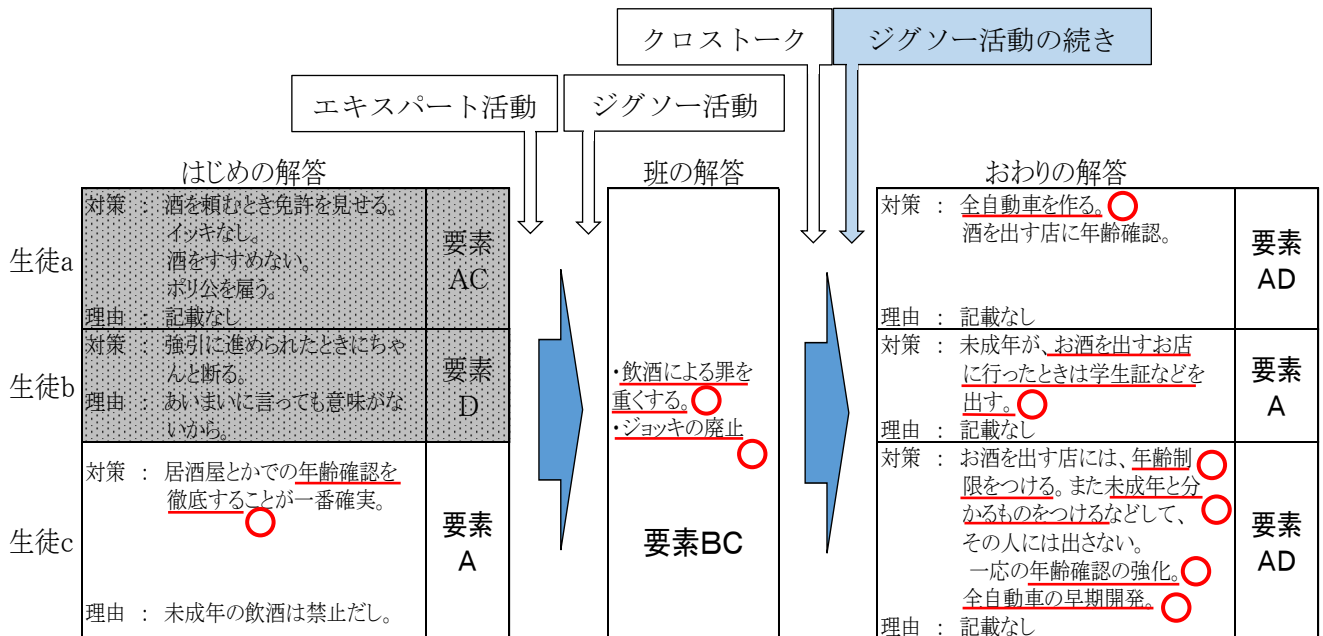 クロストーク
ジグソー活動の続き
エキスパート活動
ジグソー活動
はじめの解答
班の解答
おわりの解答
生徒a
対策 : 酒を頼むとき免許を見せる。
イッキなし。
酒をすすめない。
ポリ公を雇う。
理由 : 記載なし
要素
AC
生徒b
対策 : 強引に進められたときにちゃ
んと断る。
理由 : あいまいに言っても意味がな
いから。
要素
D
生徒c
対策 : 居酒屋とかでの年齢確認を
徹底することが一番確実。
理由 : 未成年の飲酒は禁止だし。
要素
A
・飲酒による罪を
重くする。
・ジョッキの廃止
要素BC
対策 : 全自動車を作る。
酒を出す店に年齢確認。
理由 : 記載なし
要素
AD
対策 : 未成年が、お酒を出すお店
に行ったときは学生証などを
出す。
理由 : 記載なし
要素
A
対策 : お酒を出す店には、年齢制
限をつける。また未成年と分
かるものをつけるなどして、
その人には出さない。
一応の年齢確認の強化。
全自動車の早期開発。
理由 : 記載なし
要素
AD